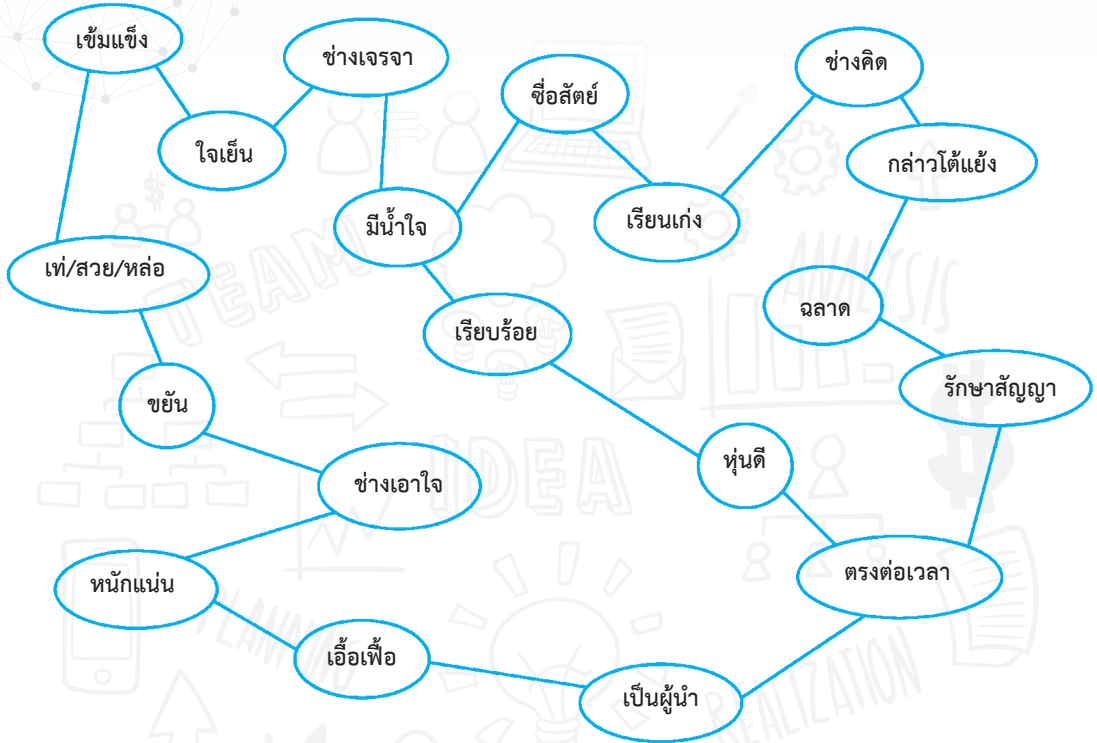 เข้มแข็ง
ช่างเจรจา
ช่างคิด
ซื่อสัตย์
ใจเย็น
กล่าวโต้แย้ง
มีน้ำใจ
เรียนเก่ง
เท่/สวย/หล่อ
ฉลาด
เรียบร้อย
รักษาสัญญา
ขยัน
หุ่นดี
ช่างเอาใจ
ตรงต่อเวลา
หนักแน่น
เอื้อเฟื้อ
เป็นผู้นำ
TEAM
ANALYSIS
IDEA
PLANNING
REALIZATION